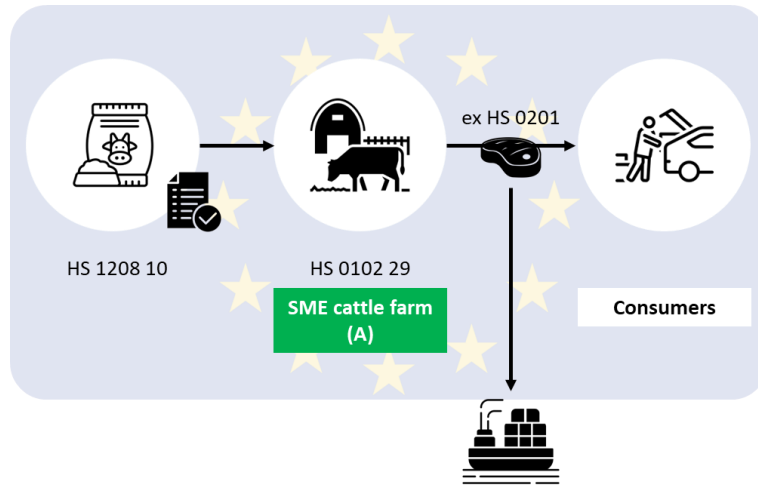 ex HS 0201
HS 1208 10
HS 0102 29
SME cattle farm
(A)
Consumers